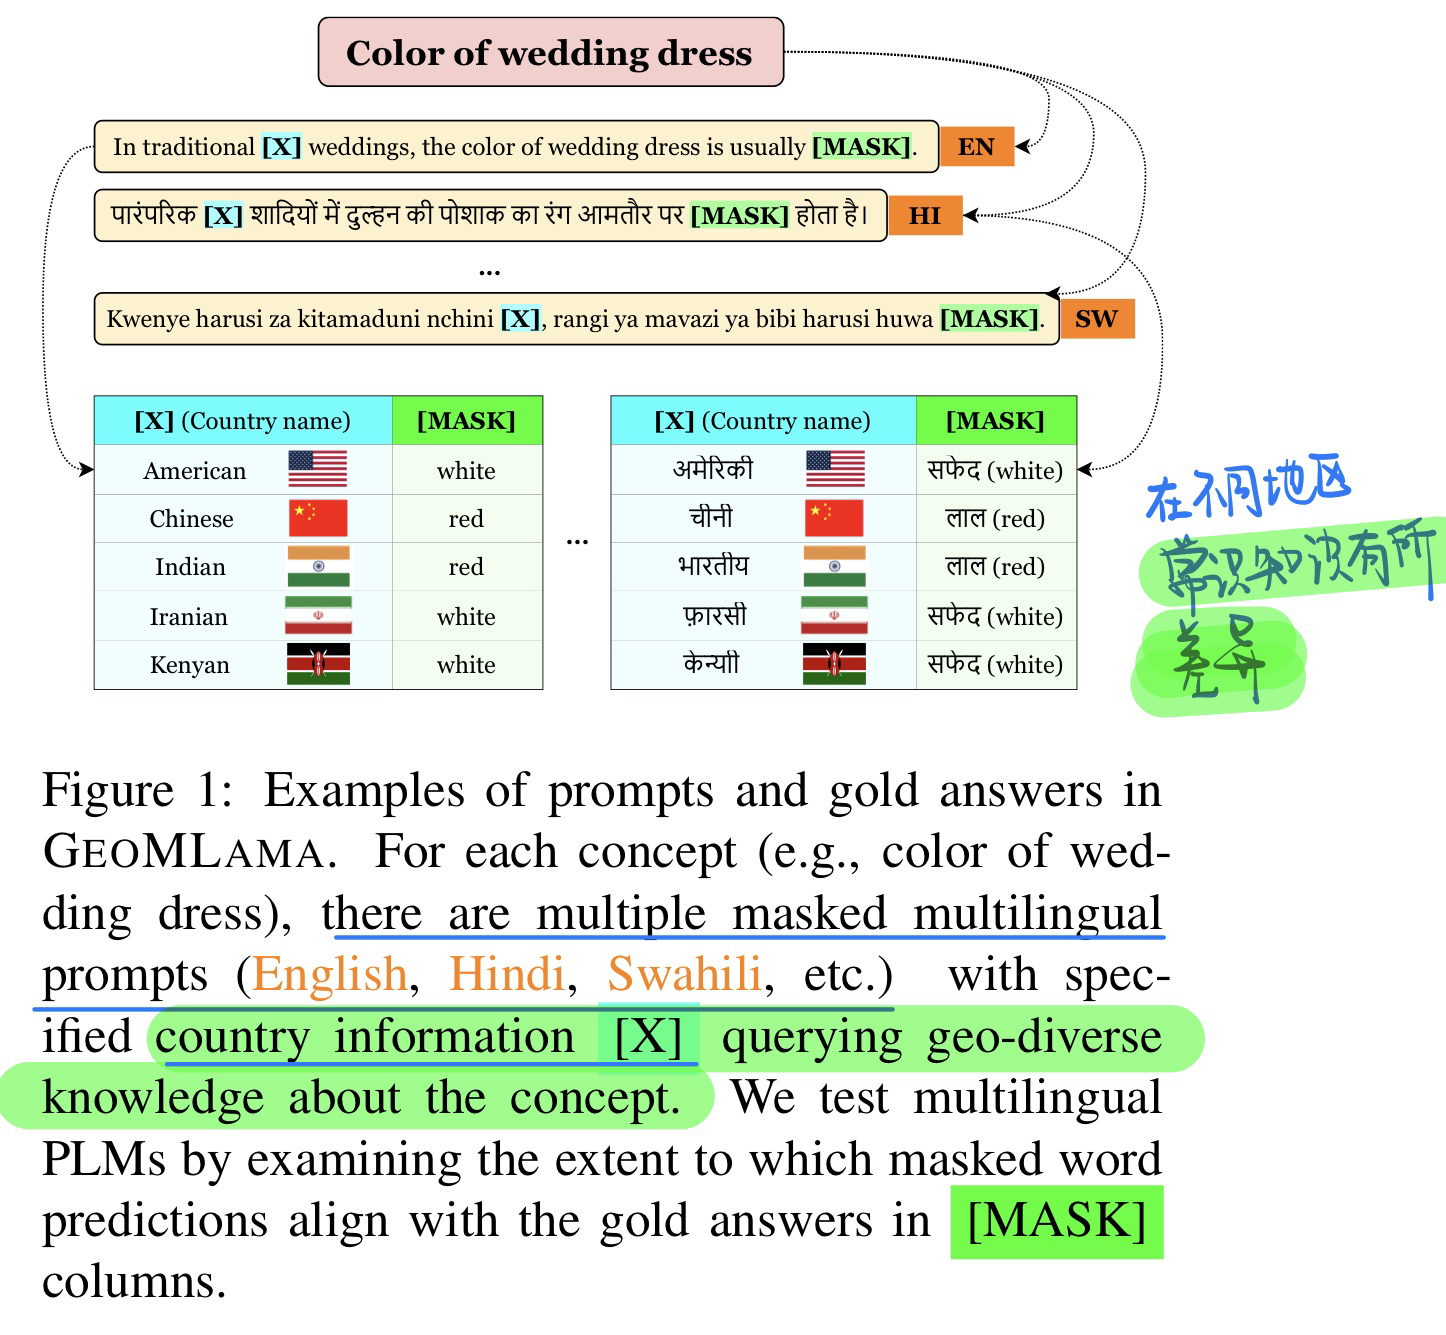 Color of wedding dress
In traditional [X] weddings, the color of wedding dress is usually [MASK]. EN
पारंपरिक [X] शादियों में दुल्हन की पोशाक का रंग आमतौर पर [MASK] होता है। HI
...
Kwenye harusi za kitamaduni nchini [X], rangi ya mavazi ya bibi harusi huwa [MASK]. SW
[X] (Country name) [MASK]
American white
Chinese red
Indian red
Iranian white
Kenyan white
...
[X] (Country name) [MASK]
अमेरिकी सफेद (white)
चीनी लाल (red)
भारतीय लाल (red)
फ़ारसी सफेद (white)
केन्याी सफेद (white)
在不同地区
常识知识有所
差异
Figure 1: Examples of prompts and gold answers in
GEOMLAMA. For each concept (e.g., color of wed-
ding dress), there are multiple masked multilingual
prompts (English, Hindi, Swahili, etc.) with spec-
ified country information [X] querying geo-diverse
knowledge about the concept. We test multilingual
PLMs by examining the extent to which masked word
predictions align with the gold answers in [MASK]
columns.